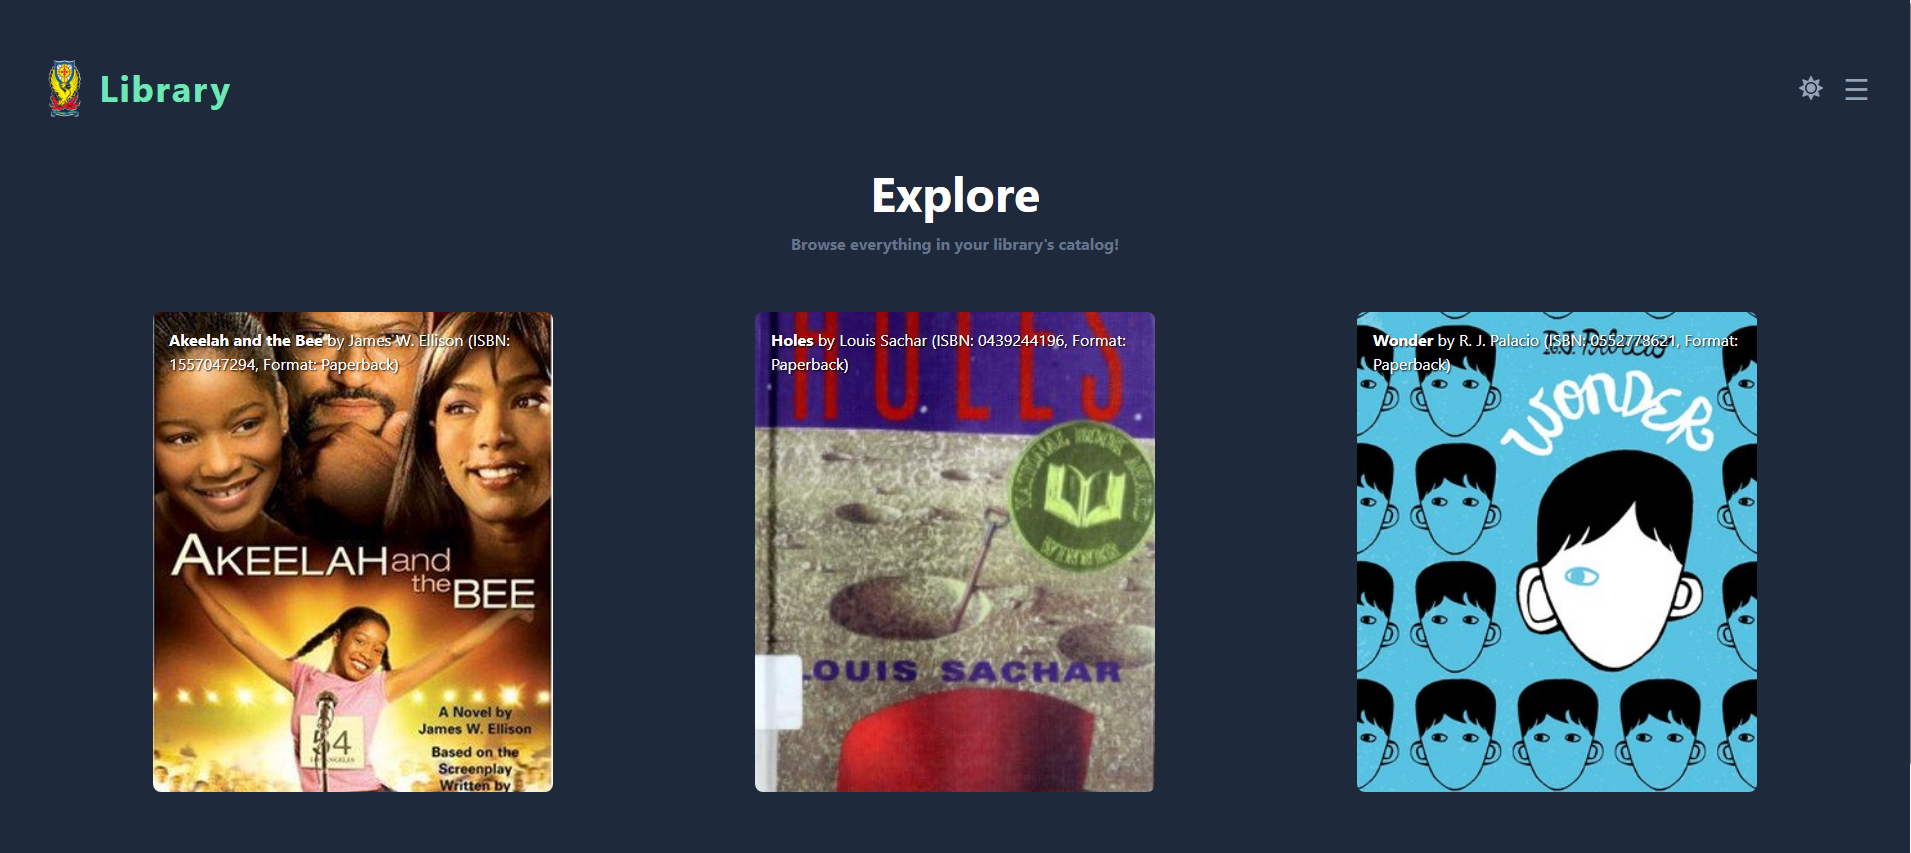 Library
Explore
Browse everything in your library's catalog!
Akeelah and the Bee by James W. Ellison (ISBN:
1557047294, Format: Paperback)
AKEELAH and
the BEE
54
A Novel by
James W. Ellison
Based on the
Screenplay
Written by
Holes by Louis Sachar (ISBN: 0439244196, Format:
Paperback)
HOLES
NATIONAL BOOK AWARD
WINNER
LOUIS SACHAR
Wonder by R. J. Palacio (ISBN: 0552778621, Format:
Paperback)
R.J. Palacio
WONDER